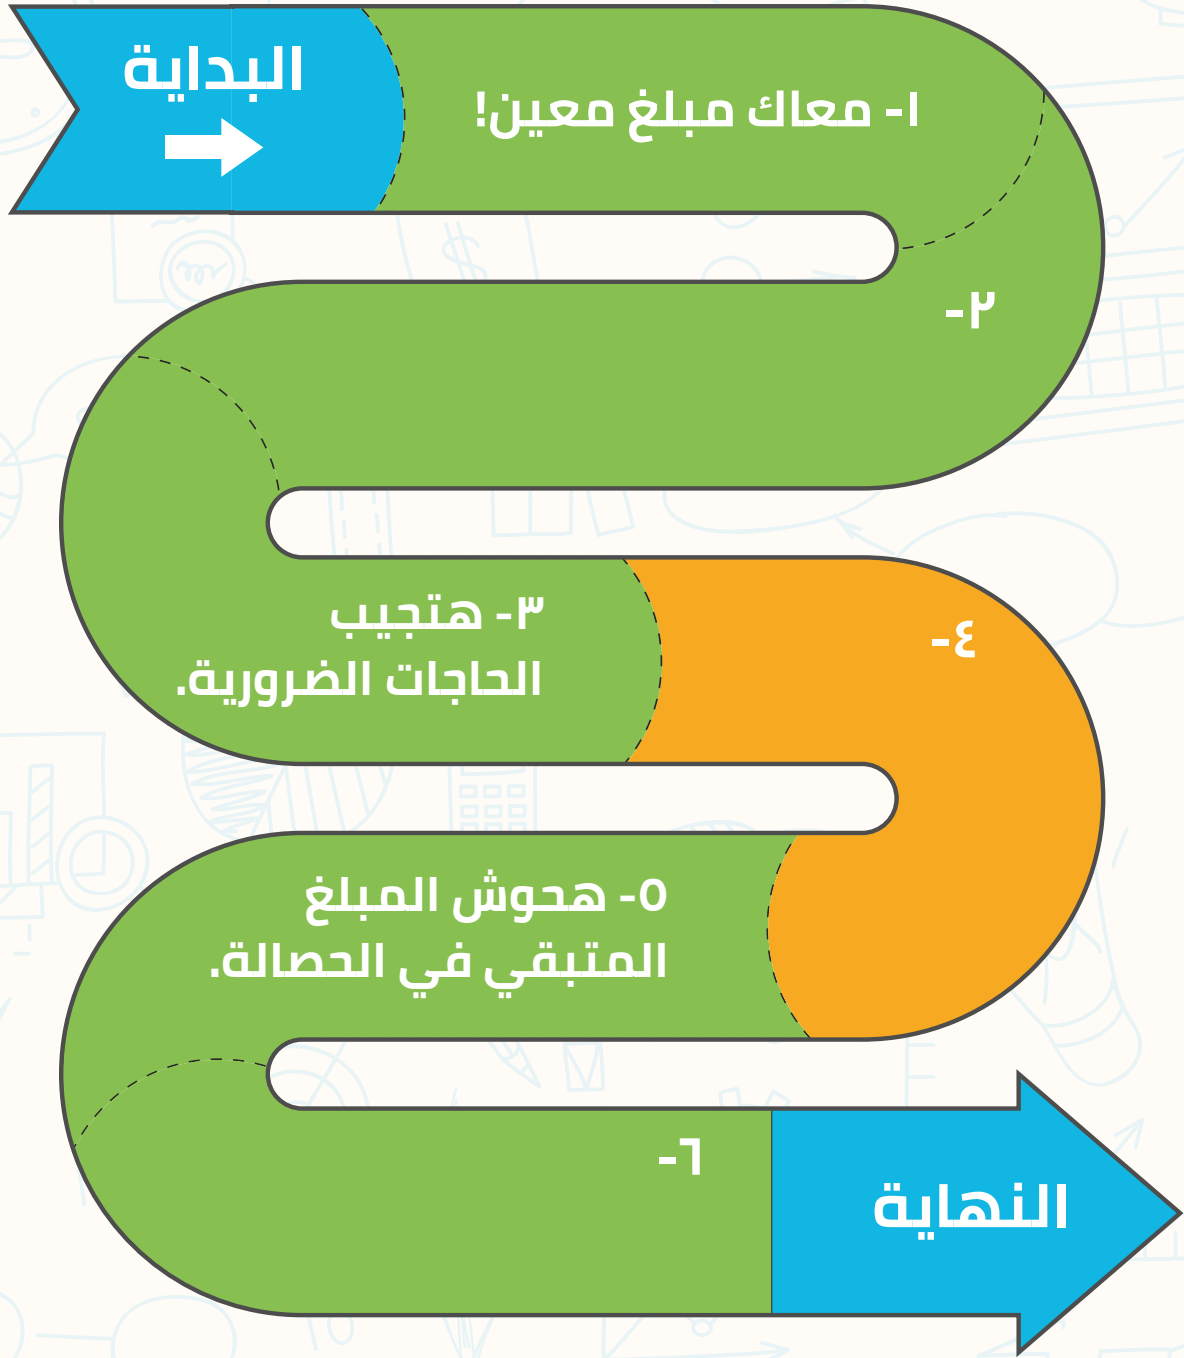 البداية
١- معاك مبلغ معين!
٢-
٣- هتجيب
الحاجات الضرورية.
٤-
٥- هحوش المبلغ
المتبقي في الحصالة.
٦-
النهاية